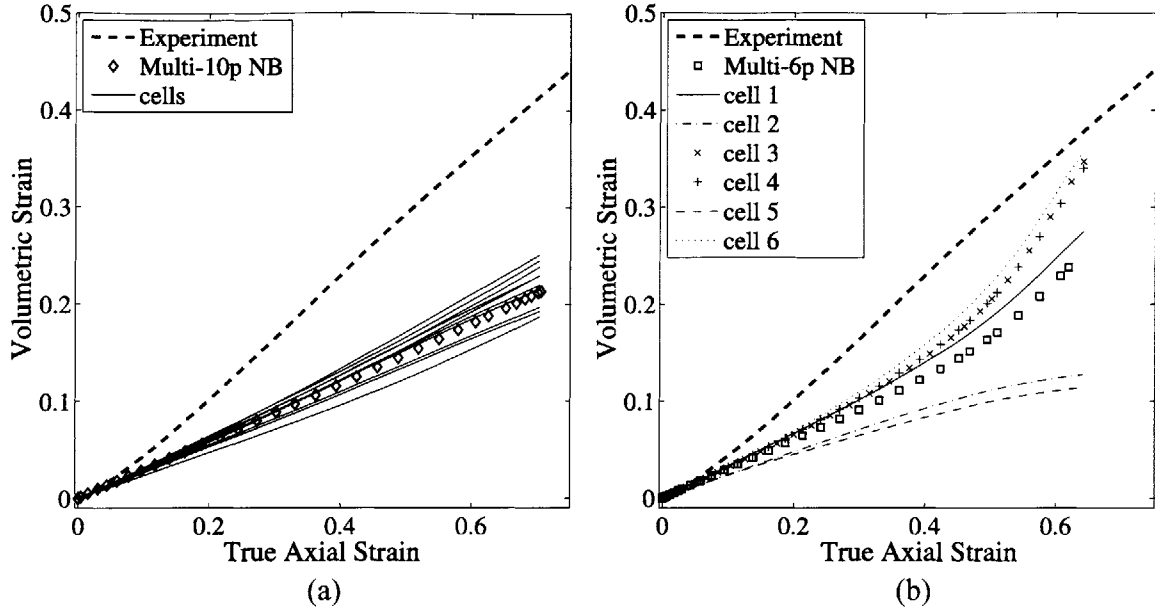 0.5
0.4
0.3
0.2
0.1
0
Volumetric Strain
Experiment
Multi-10p NB
cells
0
0.2
0.4
0.6
True Axial Strain
(a)
0.5
0.4
0.3
0.2
0.1
0
Volumetric Strain
Experiment
Multi-6p NB
cell 1
cell 2
cell 3
cell 4
cell 5
cell 6
0
0.2
0.4
0.6
True Axial Strain
(b)